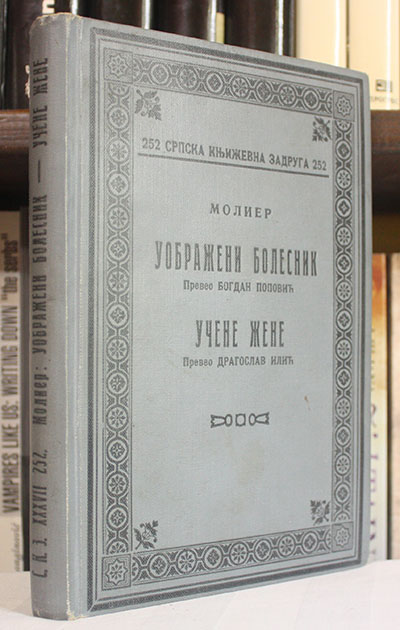 252 СРПСКА КЊИЖЕВНА ЗАДРУГА 252
МОЛИЕР
УОБРАЖЕНИ БОЛЕСНИК
Превео БОГДАН ПОПОВИЋ
УЧЕНЕ ЖЕНЕ
Превео ДРАГОСЛАВ ИЛИЋ
С. К. З. XXXVII 252. Молиер: УОБРАЖЕНИ БОЛЕСНИК — УЧЕНЕ ЖЕНЕ
VAMPIRES LIKE US: WRITING DOWN "the serbs"